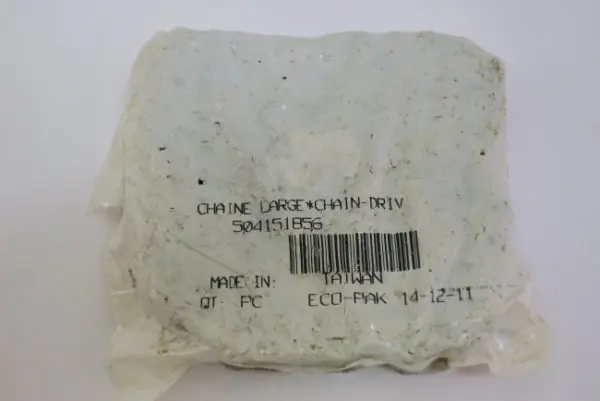 CHAINE LARGE*CHAIN-DRIV
504151856
MADE IN: TAIWAN
QT PC ECO-PAK 14-12-11